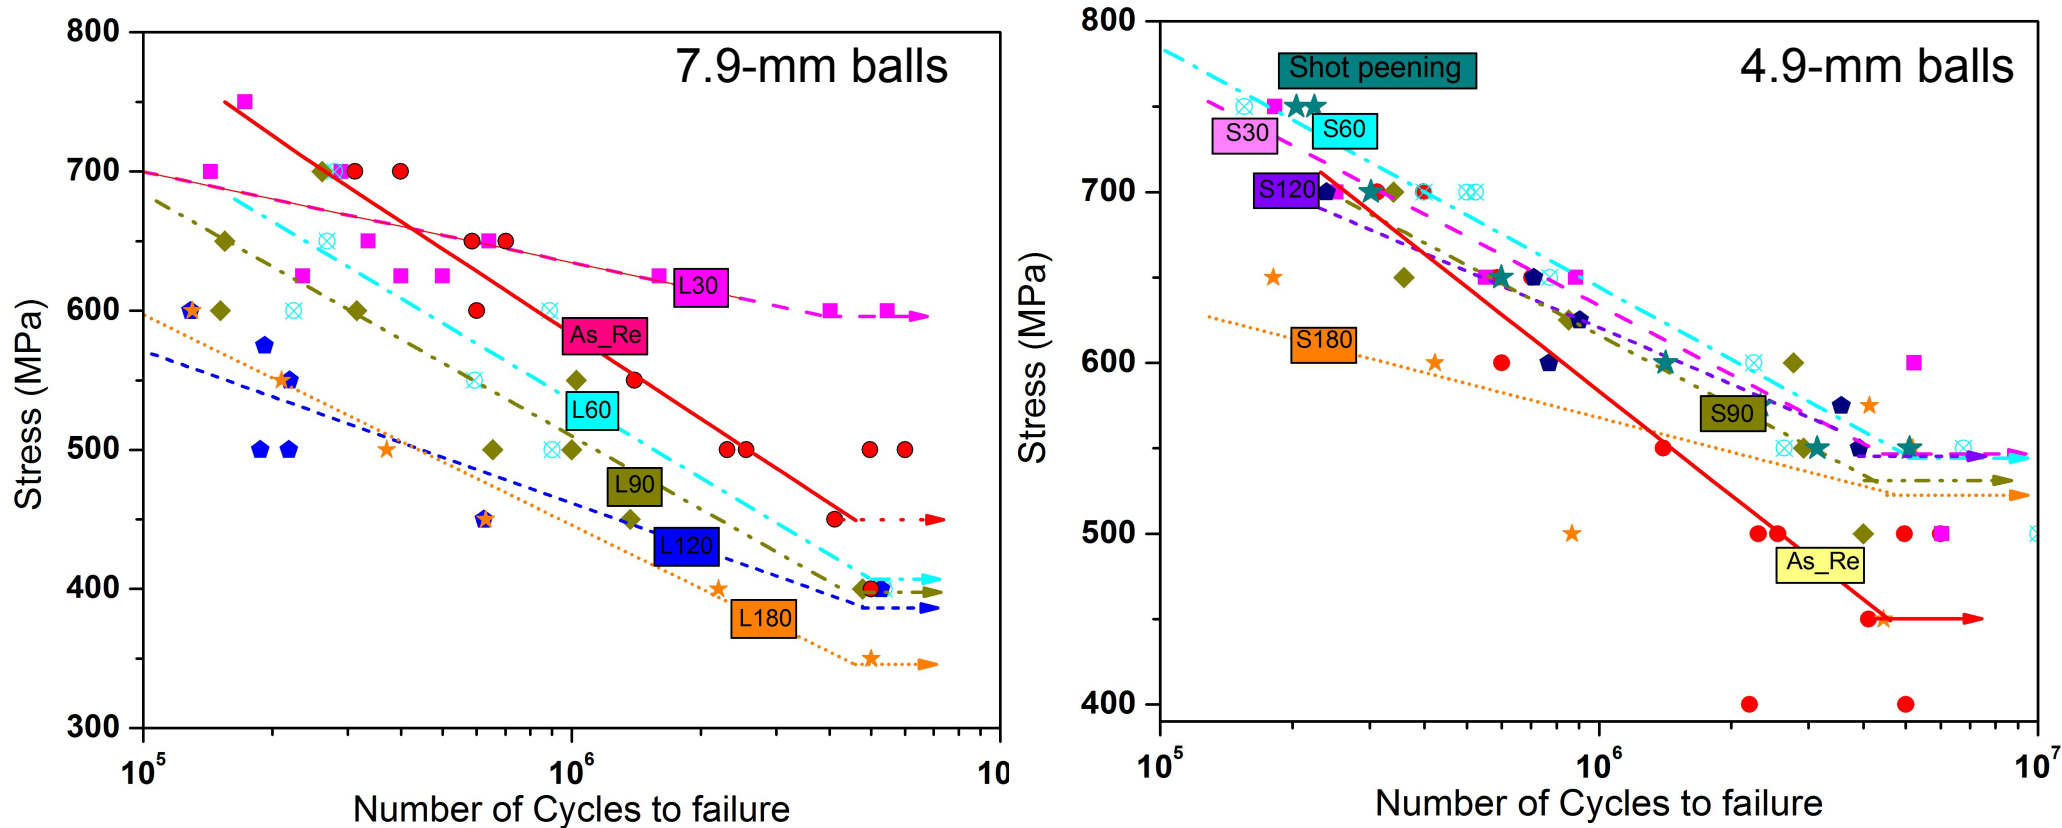 7.9-mm balls
800
700
600
500
400
300
Stress (MPa)
L30
As_Re
L60
L90
L120
L180
10^5
10^6
10
Number of Cycles to failure
4.9-mm balls
800
700
600
500
400
Stress (MPa)
Shot peening
S30
S60
S120
S180
S90
As_Re
10^5
10^6
10^7
Number of Cycles to failure